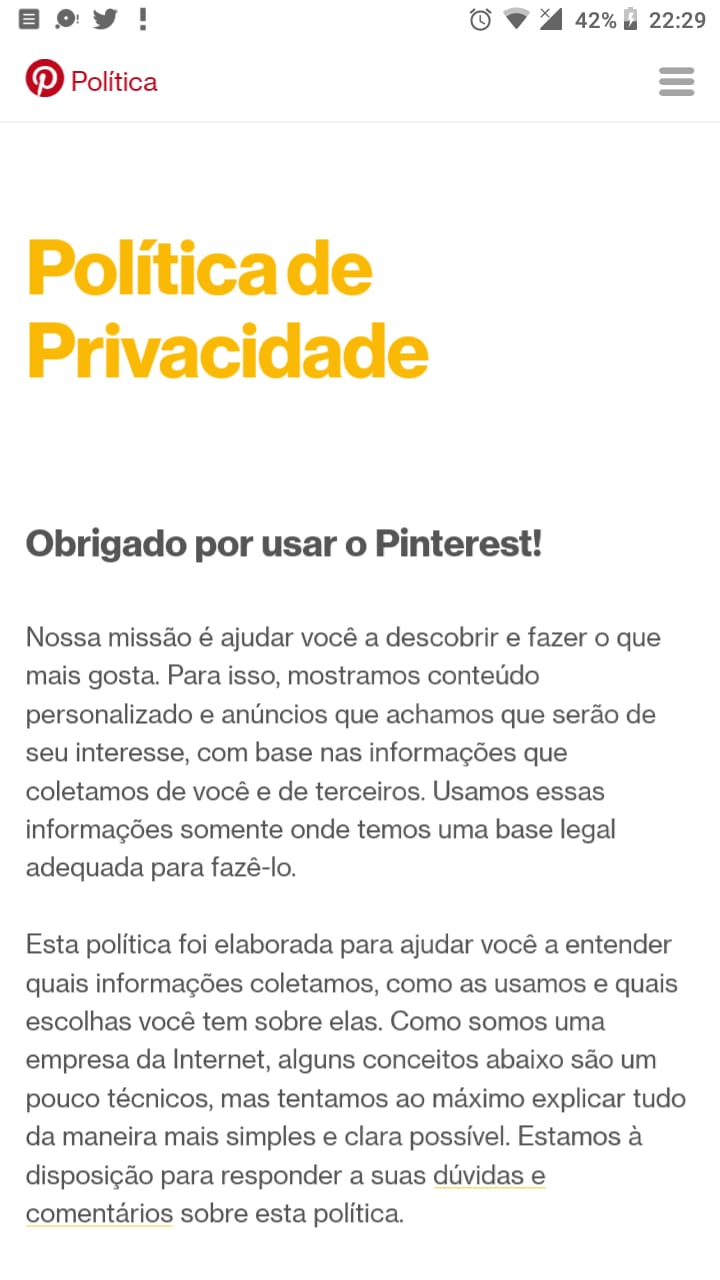 42% 22:29
Política
Política de
Privacidade
Obrigado por usar o Pinterest!
Nossa missão é ajudar você a descobrir e fazer o que
mais gosta. Para isso, mostramos conteúdo
personalizado e anúncios que achamos que serão de
seu interesse, com base nas informações que
coletamos de você e de terceiros. Usamos essas
informações somente onde temos uma base legal
adequada para fazê-lo.
Esta política foi elaborada para ajudar você a entender
quais informações coletamos, como as usamos e quais
escolhas você tem sobre elas. Como somos uma
empresa da Internet, alguns conceitos abaixo são um
pouco técnicos, mas tentamos ao máximo explicar tudo
da maneira mais simples e clara possível. Estamos à
disposição para responder a suas dúvidas e
comentários sobre esta política.